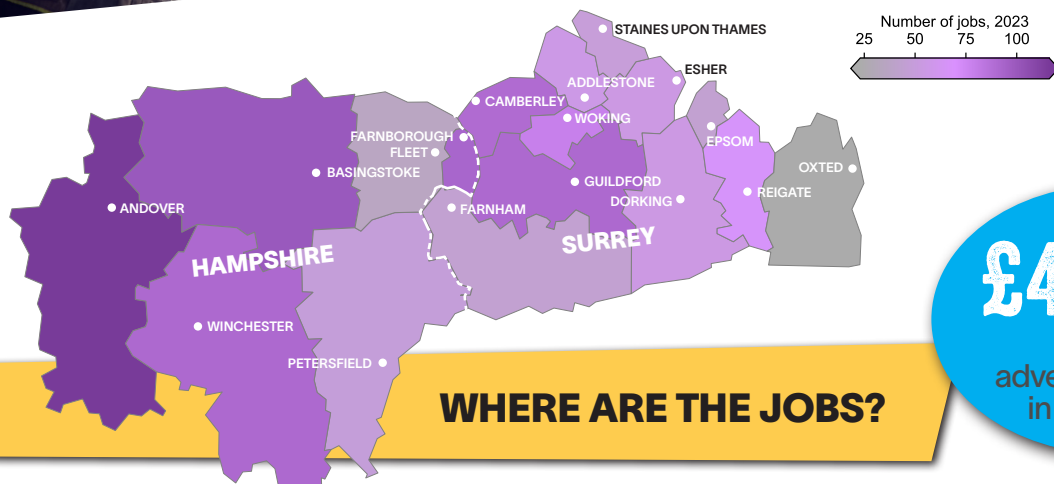 Number of jobs, 2023
25 50 75 100
STAINES UPON THAMES
ESHER
ADDLESTONE
CAMBERLEY
WOKING
FARNBOROUGH
FLEET
EPSOM
BASINGSTOKE
OXTED
GUILDFORD
REIGATE
DORKING
ANDOVER
FARNHAM
SURREY
HAMPSHIRE
WINCHESTER
PETERSFIELD
WHERE ARE THE JOBS?
£4
adve
in